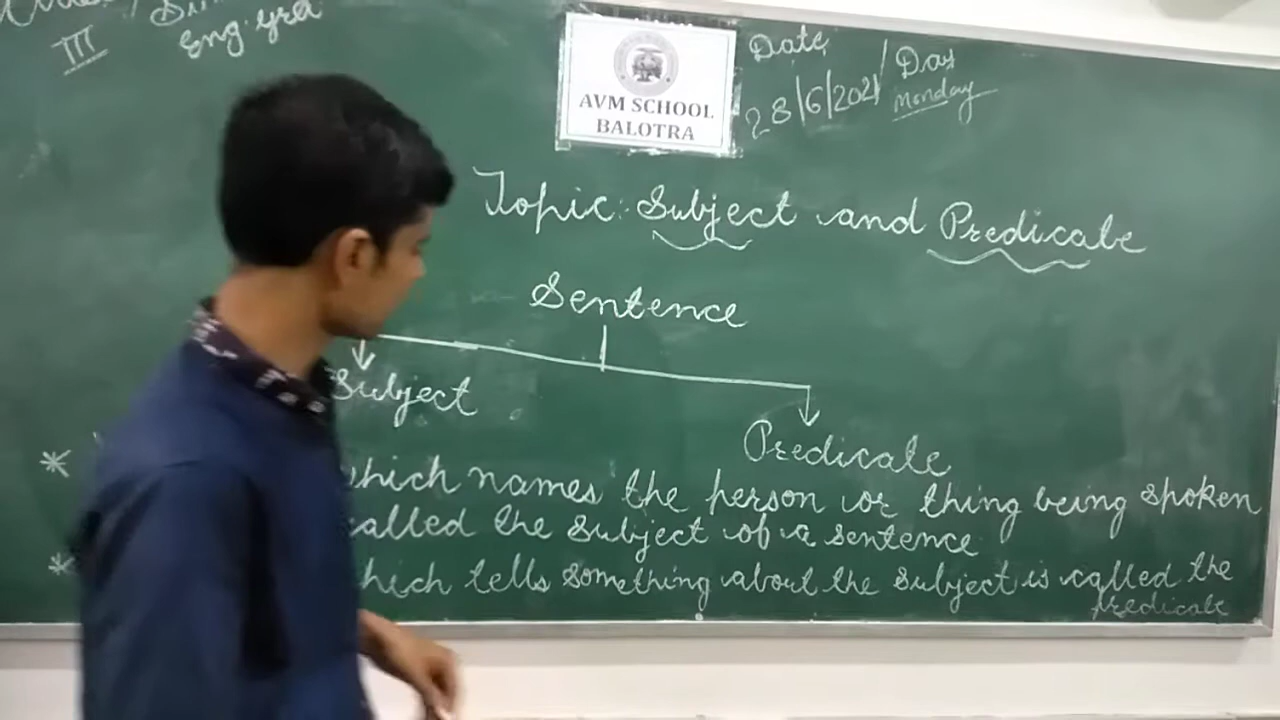 III
Eng.gra
AVM SCHOOL
BALOTRA
Date / Day
28/6/2021 Monday
Topic: Subject and Predicate
Sentence
Subject
Predicate
* which names the person or thing being spoken
called the subject of a sentence
* which tells something about the subject is called the
predicate